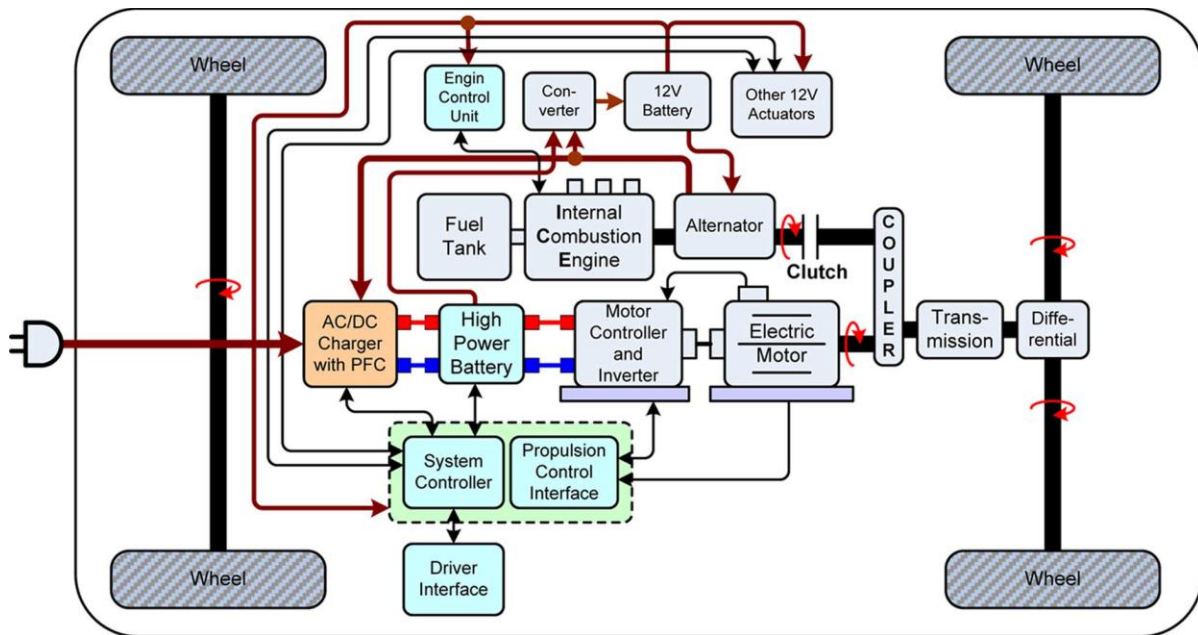 Wheel
Wheel
Engin
Control
Unit
Con-
verter
12V
Battery
Other 12V
Actuators
Fuel
Tank
Internal
Combustion
Engine
Alternator
Clutch
COUPLER
AC/DC
Charger
with PFC
High
Power
Battery
Motor
Controller
and
Inverter
Electric
Motor
Trans-
mission
Diffe-
rential
System
Controller
Propulsion
Control
Interface
Driver
Interface
Wheel
Wheel